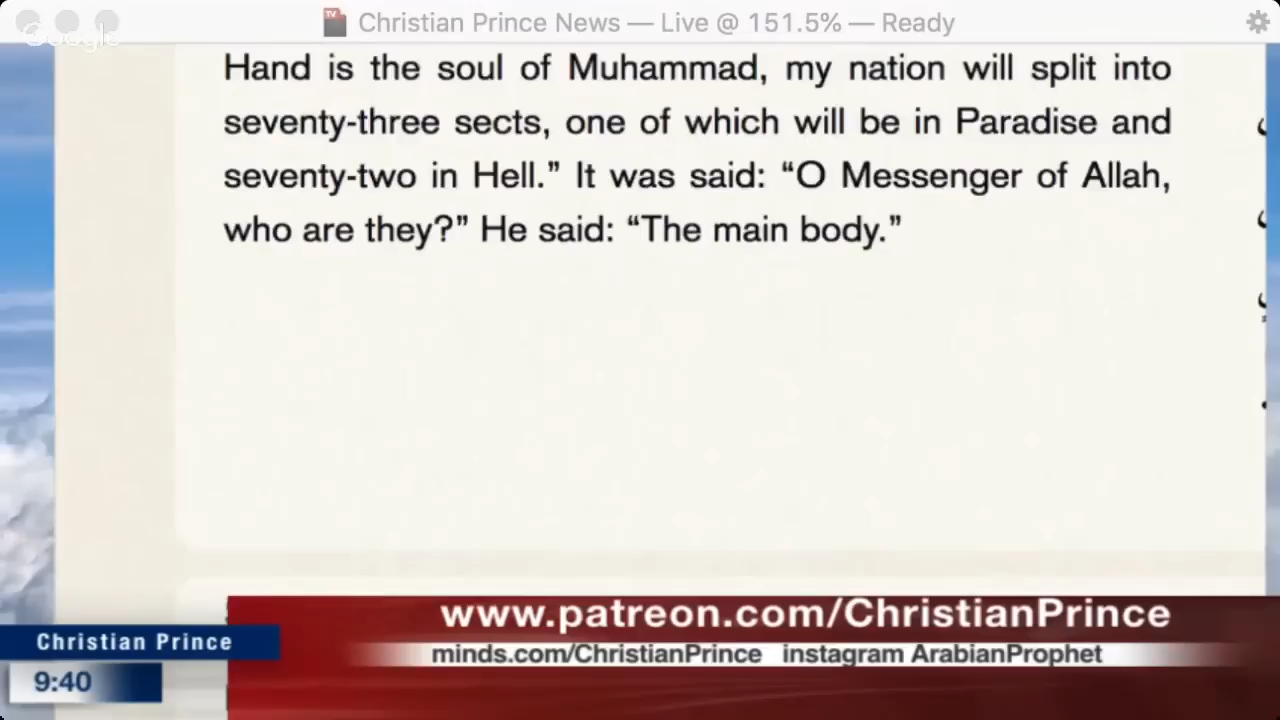 Christian Prince News — Live @ 151.5% — Ready
Google
Hand is the soul of Muhammad, my nation will split into
seventy-three sects, one of which will be in Paradise and
seventy-two in Hell.” It was said: “O Messenger of Allah,
who are they?” He said: “The main body.”
www.patreon.com/ChristianPrince
Christian Prince
minds.com/ChristianPrince instagram ArabianProphet
9:40